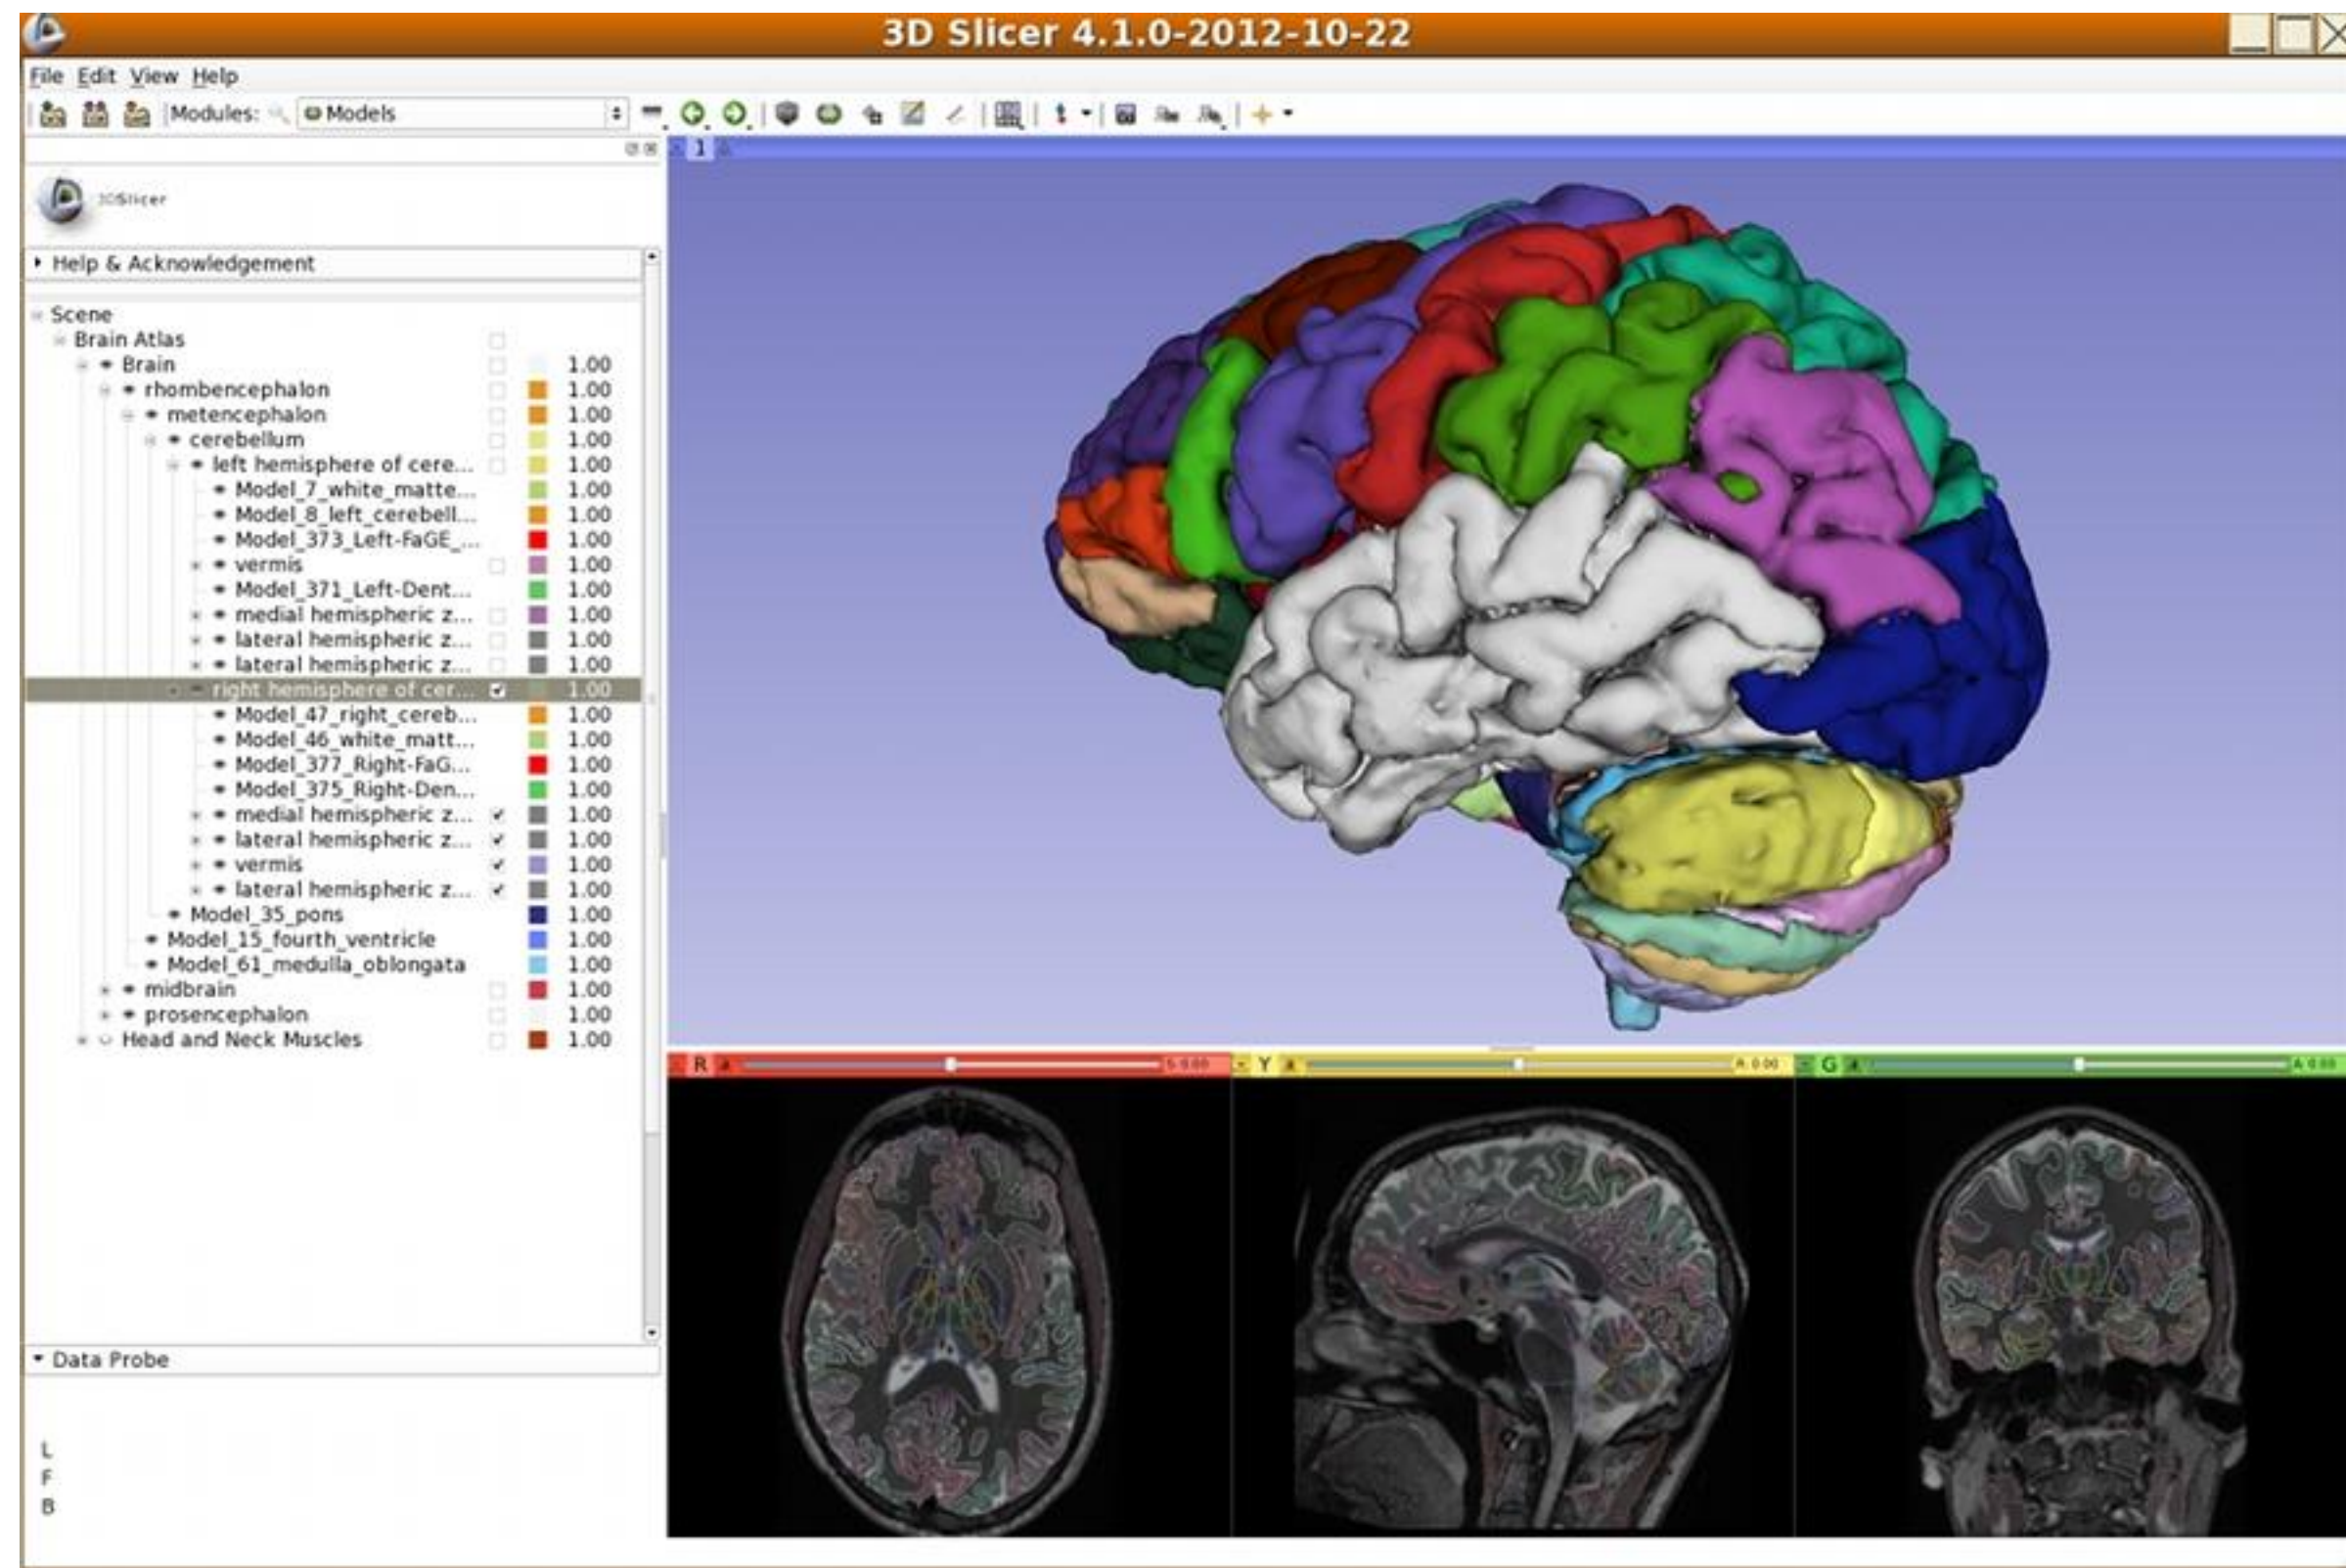 3D Slicer 4.1.0-2012-10-22
File Edit View Help
Modules: Models
1
3DSlicer
Help & Acknowledgement
Scene
Brain Atlas
Brain 1.00
rhombencephalon 1.00
metencephalon 1.00
cerebellum 1.00
left hemisphere of cere... 1.00
Model_7_white_matte... 1.00
Model_8_left_cerebell... 1.00
Model_373_Left-FaGE_... 1.00
vermis 1.00
Model_371_Left-Dent... 1.00
medial hemispheric z... 1.00
lateral hemispheric z... 1.00
lateral hemispheric z... 1.00
right hemisphere of cer... 1.00
Model_47_right_cereb... 1.00
Model_46_white_matt... 1.00
Model_377_Right-FaG... 1.00
Model_375_Right-Den... 1.00
medial hemispheric z... 1.00
lateral hemispheric z... 1.00
vermis 1.00
lateral hemispheric z... 1.00
Model_35_pons 1.00
Model_15_fourth_ventricle 1.00
Model_61_medulla_oblongata 1.00
midbrain 1.00
prosencephalon 1.00
Head and Neck Muscles 1.00
R S: 0.00 Y R: 0.00 G A: 0.00
Data Probe
L
F
B